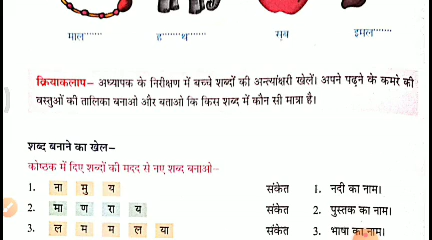 माल........ ह........थ........ सब इमल........
क्रियाकलाप– अध्यापक के निरीक्षण में बच्चे शब्दों की अन्त्याक्षरी खेलें। अपने पढ़ने के कमरे की
वस्तुओं की तालिका बनाओ और बताओ कि किस शब्द में कौन सी मात्रा है।
शब्द बनाने का खेल–
कोष्ठक में दिए शब्दों की मदद से नए शब्द बनाओ–
1. ना मु य संकेत 1. नदी का नाम।
2. मा ण रा य संकेत 2. पुस्तक का नाम।
3. ल म म ल या संकेत 3. भाषा का नाम।